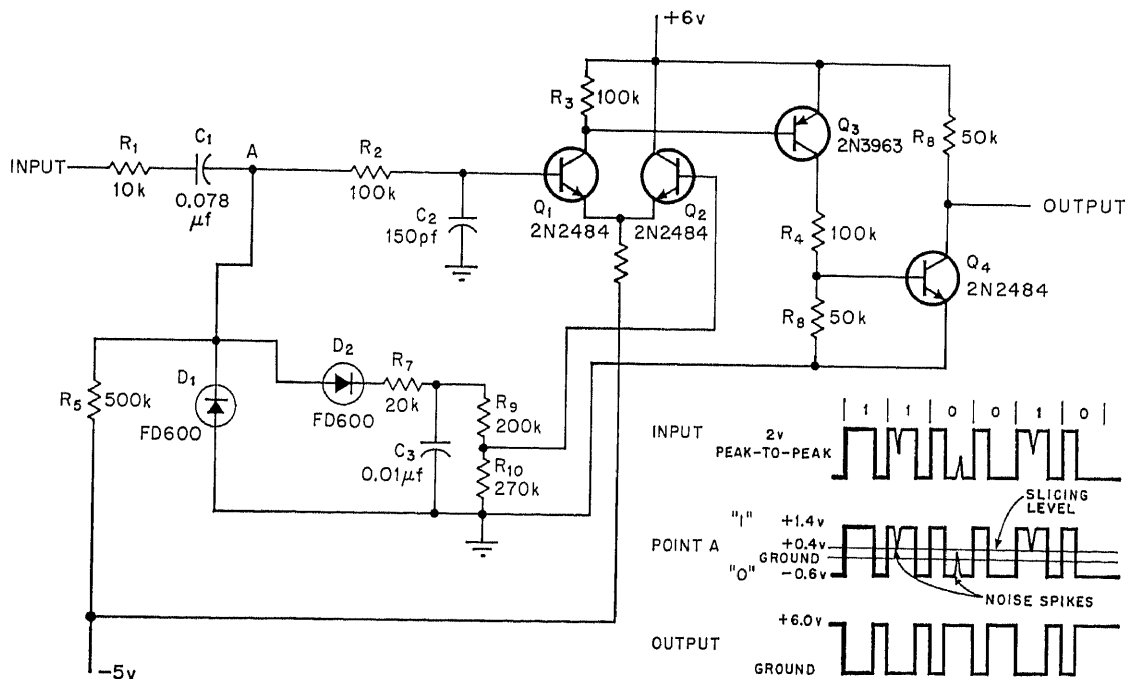 +6v
R3 100k
INPUT
R1
10k
C1
0.078
μf
A
R2
100k
C2
150pf
Q1
2N2484
Q2
2N2484
Q3
2N3963
R8 50k
OUTPUT
R4 100k
Q4
2N2484
R8 50k
R5 500k
D1
FD600
D2
FD600
R7
20k
C3
0.01μf
R9
200k
R10
270k
-5v
1 1 0 0 1 0
INPUT
2v
PEAK-TO-PEAK
SLICING
LEVEL
POINT A
"1" +1.4v
+0.4v
GROUND
"0" -0.6v
NOISE SPIKES
OUTPUT
+6.0v
GROUND